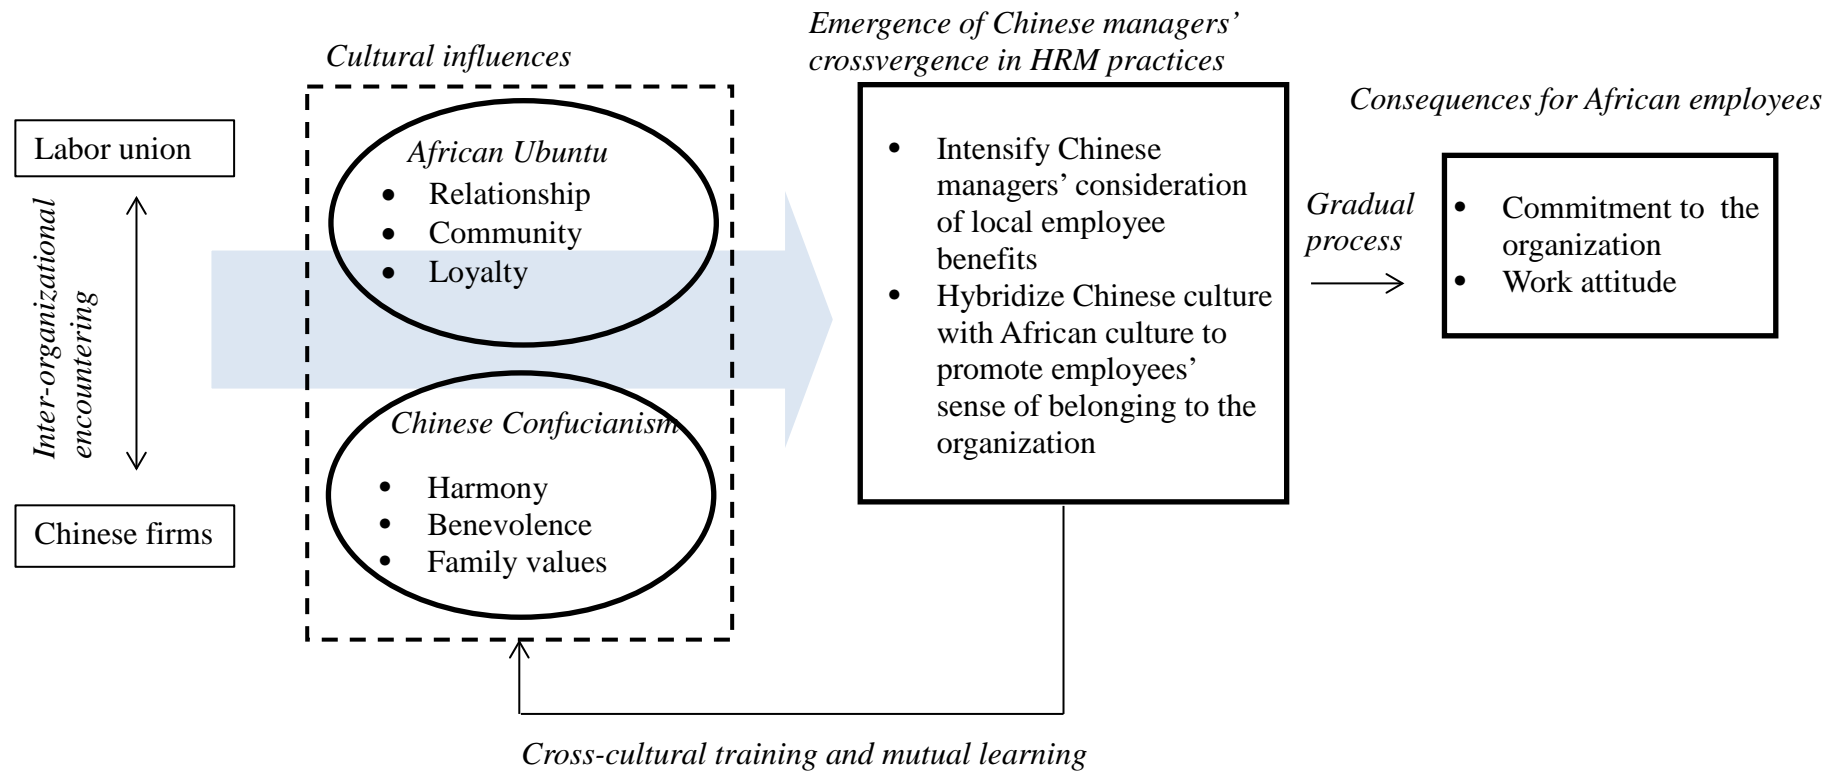 Labor union
Inter-organizational
encountering
Chinese firms
Cultural influences
African Ubuntu
• Relationship
• Community
• Loyalty
Chinese Confucianism
• Harmony
• Benevolence
• Family values
Emergence of Chinese managers’
crossvergence in HRM practices
• Intensify Chinese
managers’ consideration
of local employee
benefits
• Hybridize Chinese culture
with African culture to
promote employees’
sense of belonging to the
organization
Gradual
process
Consequences for African employees
• Commitment to the
organization
• Work attitude
Cross-cultural training and mutual learning